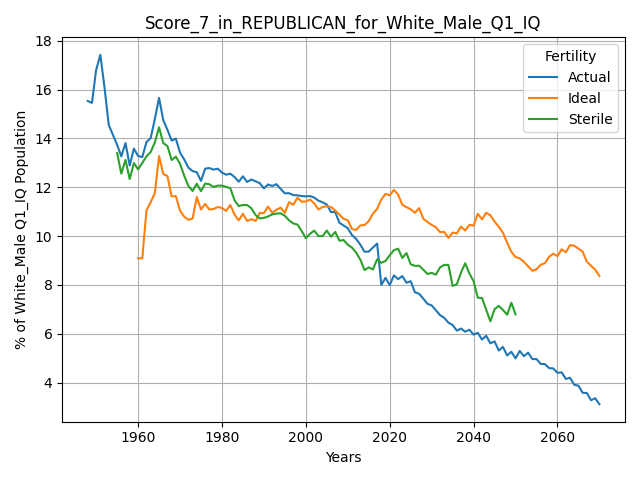 Score_7_in_REPUBLICAN_for_White_Male_Q1_IQ
% of White_Male Q1_IQ Population
18
16
14
12
10
8
6
4
Fertility
Actual
Ideal
Sterile
1960 1980 2000 2020 2040 2060
Years